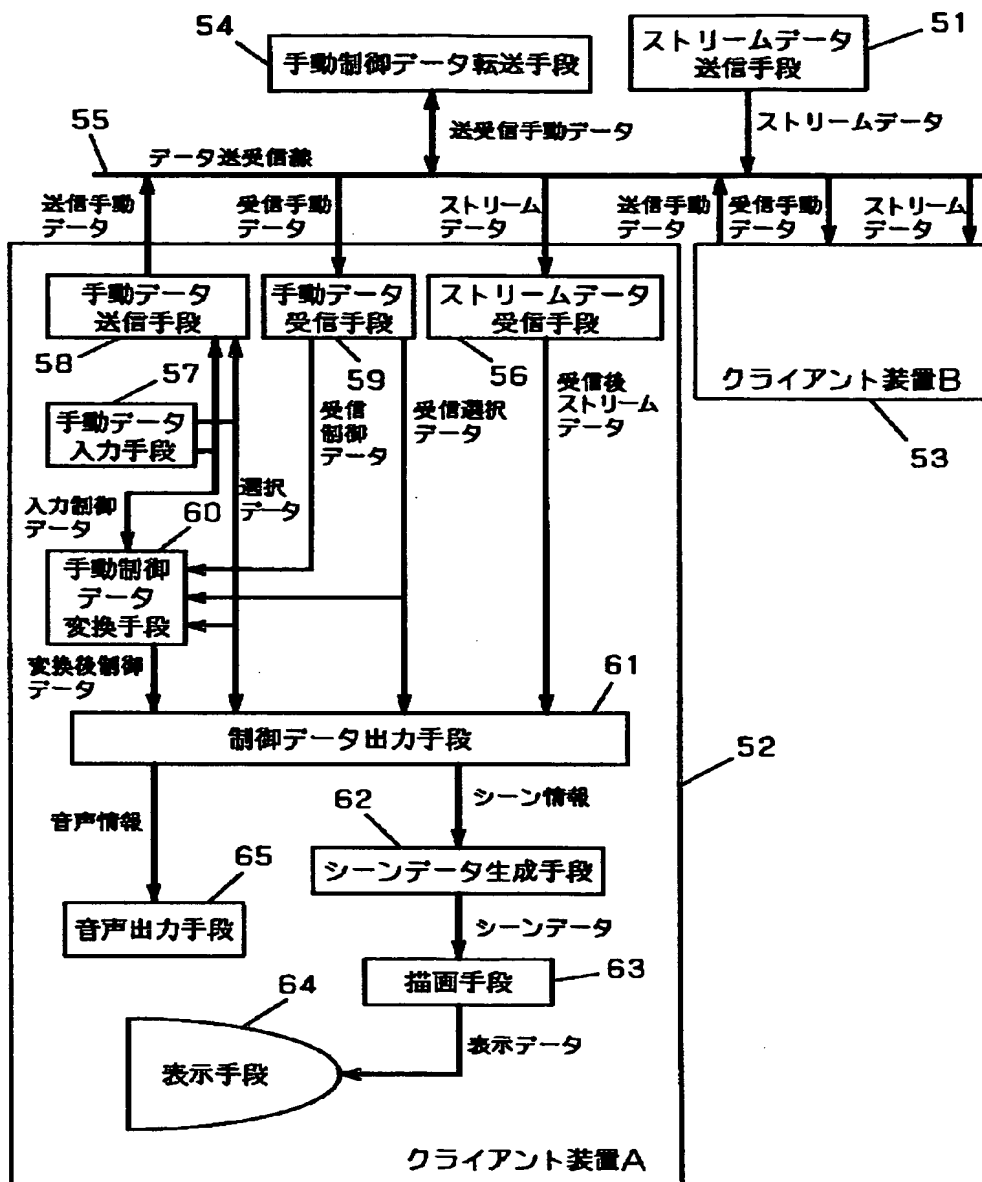 54
手動制御データ転送手段
51
ストリームデータ
送信手段
55
データ送受信線
送受信手動データ
ストリームデータ
送信手動
データ
受信手動
データ
ストリーム
データ
送信手動
データ
受信手動
データ
ストリーム
データ
手動データ
送信手段
58
手動データ
受信手段
59
ストリームデータ
受信手段
56
クライアント装置B
53
57
手動データ
入力手段
受信
制御
データ
受信選択
データ
受信後
ストリーム
データ
入力制御
データ
60
選択
データ
手動制御
データ
変換手段
変換後制御
データ
61
制御データ出力手段
52
音声情報
シーン情報
62
シーンデータ生成手段
65
音声出力手段
シーンデータ
描画手段
63
64
表示手段
表示データ
クライアント装置A